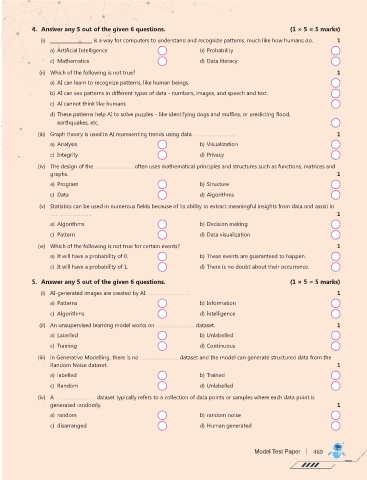 4. Answer any 5 out of the given 6 questions. (1 × 5 = 5 marks)
(i) ______________ is a way for computers to understand and recognize patterns, much like how humans do. 1
a) Artificial Intelligence b) Probability
c) Mathematics d) Data literacy
(ii) Which of the following is not true? 1
a) AI can learn to recognize patterns, like human beings.
b) AI can see patterns in different types of data - numbers, images, and speech and text.
c) AI cannot think like humans
d) These patterns help AI to solve puzzles - like identifying dogs and muffins, or predicting flood,
earthquakes, etc.
(iii) Graph theory is used in AI representing trends using data ................... 1
a) Analysis b) Visualization
c) Integrity d) Privacy
(iv) The design of the .................. often uses mathematical principles and structures such as functions, matrices and
graphs. 1
a) Program b) Structure
c) Data d) Algorithms
(v) Statistics can be used in numerous fields because of its ability to extract meaningful insights from data and assist in
.................. 1
a) Algorithms b) Decision making
c) Pattern d) Data visualization
(vi) Which of the following is not true for certain events? 1
a) It will have a probability of 0. b) These events are guaranteed to happen.
c) It will have a probability of 1. d) There is no doubt about their occurrence.
5. Answer any 5 out of the given 6 questions. (1 × 5 = 5 marks)
(i) AI-generated images are created by AI .................. 1
a) Patterns b) Information
c) Algorithms d) Intelligence
(ii) An unsupervised learning model works on .................. dataset. 1
a) Labelled b) Unlabelled
c) Training d) Continuous
(iii) In Generative Modelling, there is no .................. dataset and the model can generate structured data from the
Random Noise dataset. 1
a) labelled b) Trained
c) Random d) Unlabelled
(iv) A .................. dataset typically refers to a collection of data points or samples where each data point is
generated randomly. 1
a) random b) random noise
c) disarranged d) Human generated
Model Test Paper | 469